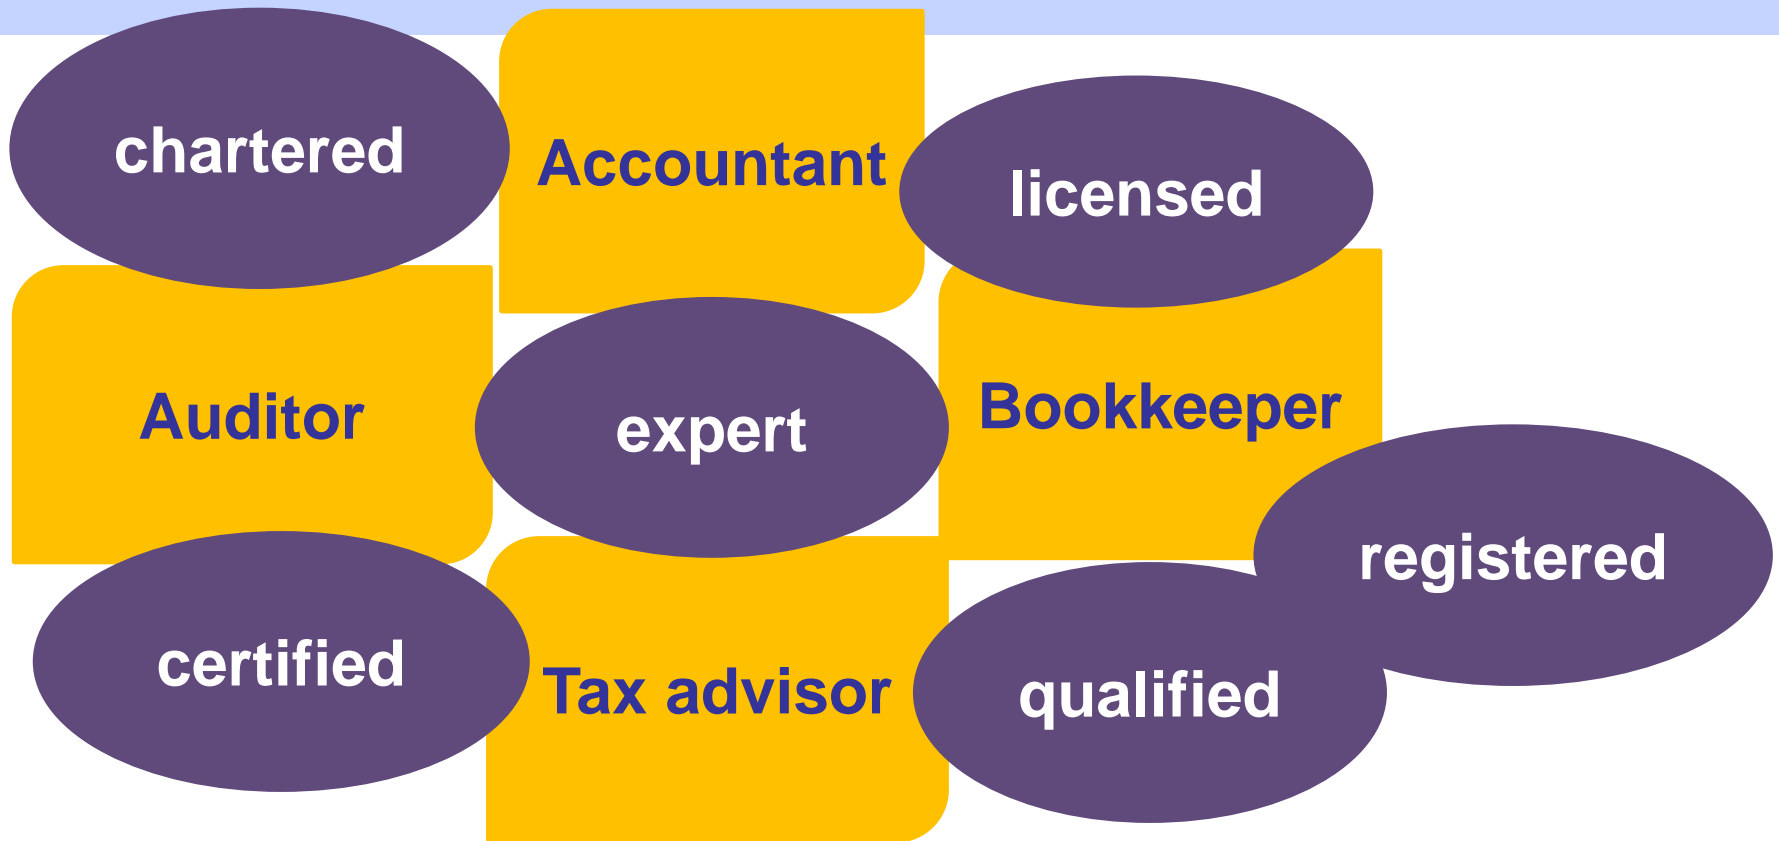 chartered
Accountant
licensed
Auditor
expert
Bookkeeper
registered
certified
Tax advisor
qualified